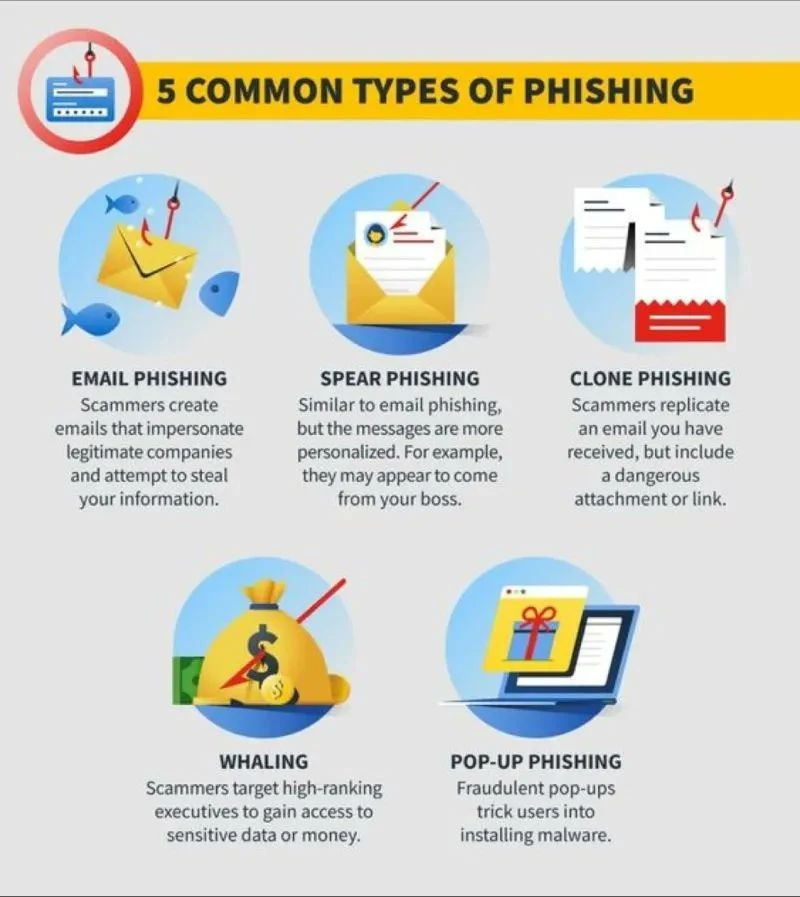 5 COMMON TYPES OF PHISHING
EMAIL PHISHING
Scammers create
emails that impersonate
legitimate companies
and attempt to steal
your information.
SPEAR PHISHING
Similar to email phishing,
but the messages are more
personalized. For example,
they may appear to come
from your boss.
CLONE PHISHING
Scammers replicate
an email you have
received, but include
a dangerous
attachment or link.
$
$
WHALING
Scammers target high-ranking
executives to gain access to
sensitive data or money.
POP-UP PHISHING
Fraudulent pop-ups
trick users into
installing malware.